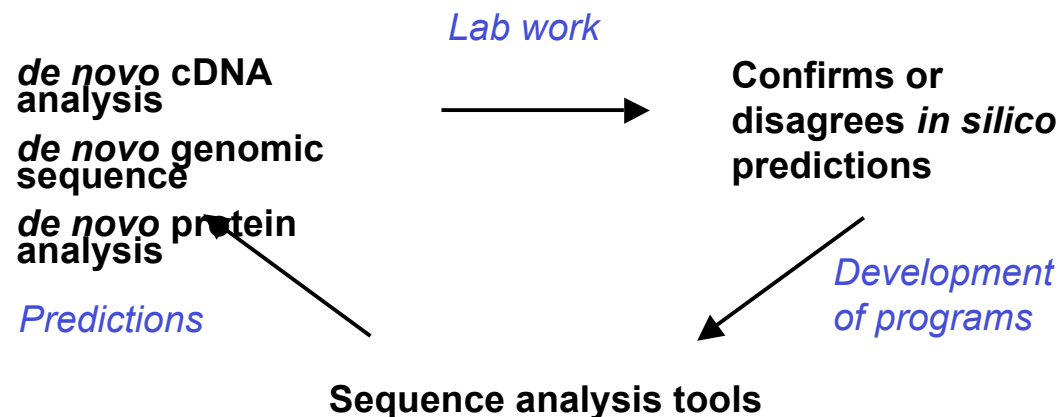 Lab work
de novo cDNA
analysis
de novo genomic
sequence
de novo protein
analysis
Confirms or
disagrees in silico
predictions
Predictions
Development
of programs
Sequence analysis tools